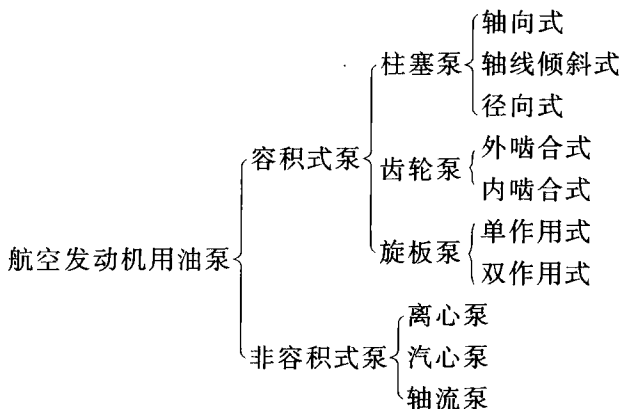 轴向式
柱塞泵
轴线倾斜式
径向式
容积式泵
外啮合式
齿轮泵
内啮合式
航空发动机用油泵
单作用式
旋板泵
双作用式
离心泵
非容积式泵
汽心泵
轴流泵